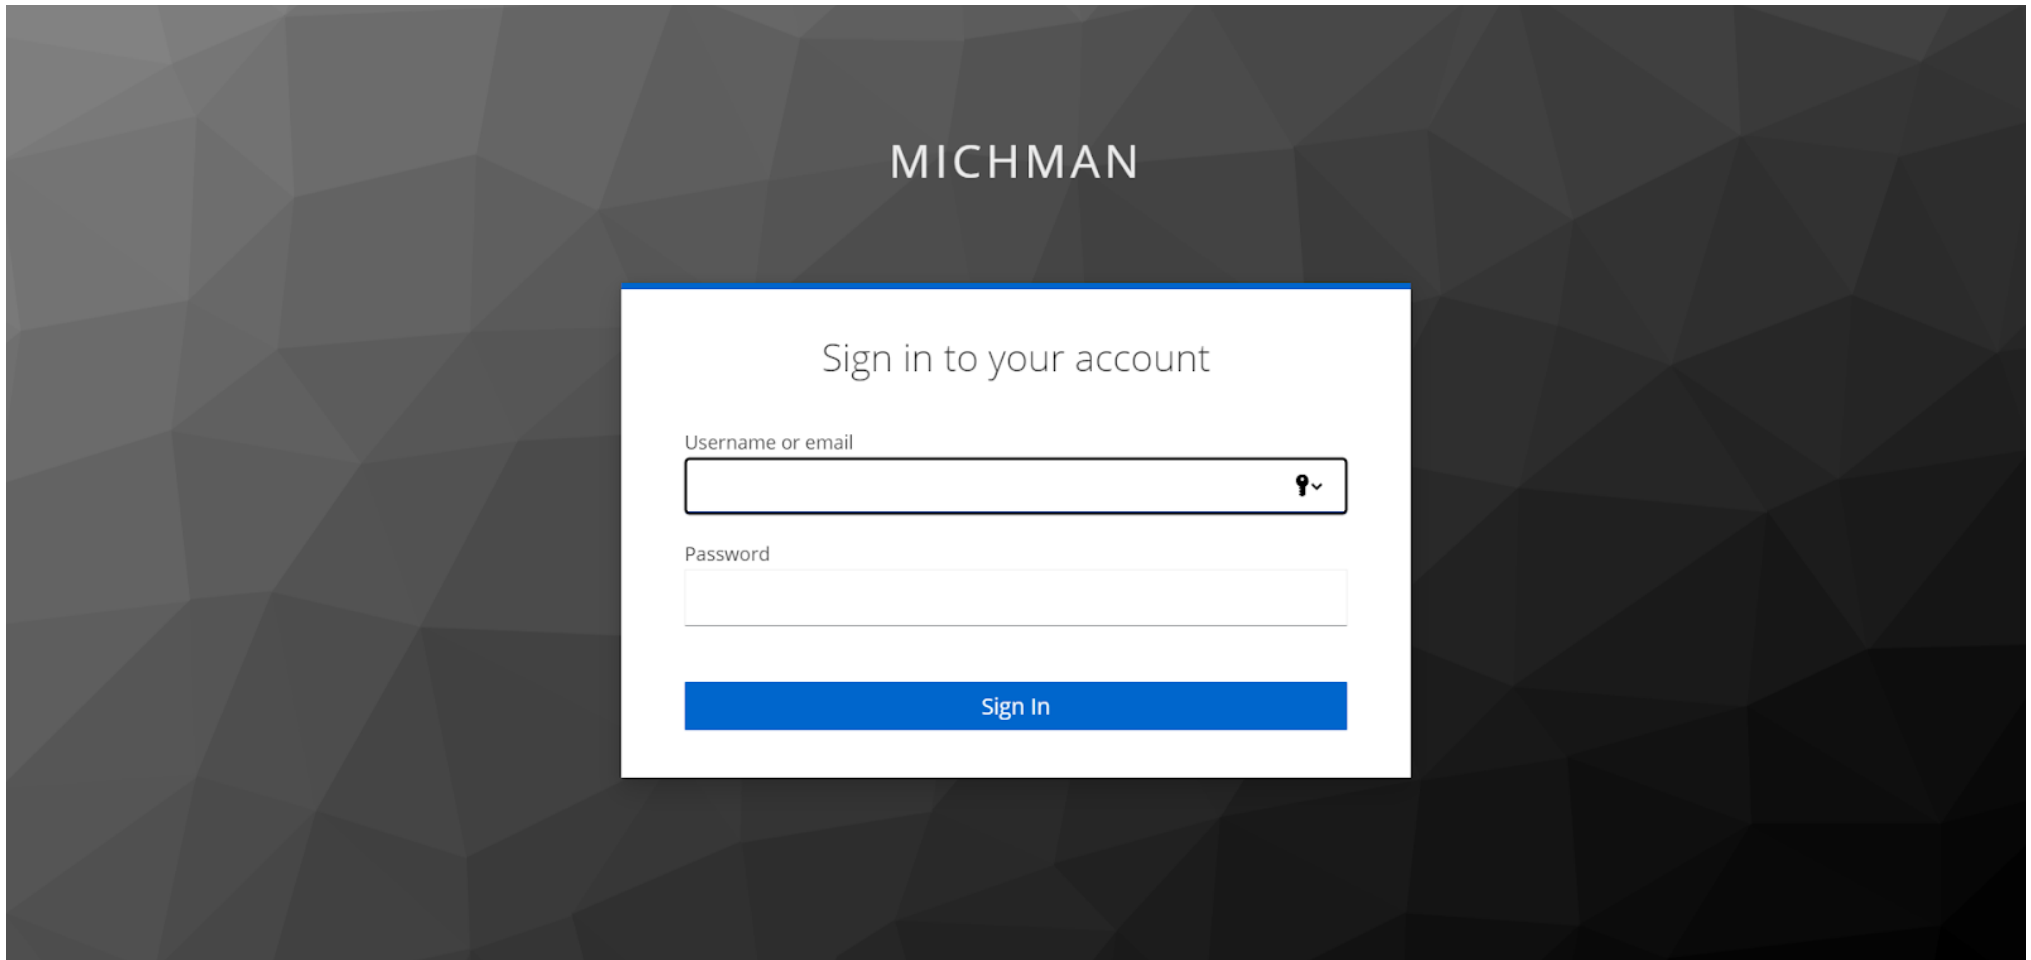 MICHMAN
Sign in to your account
Username or email
Password
Sign In